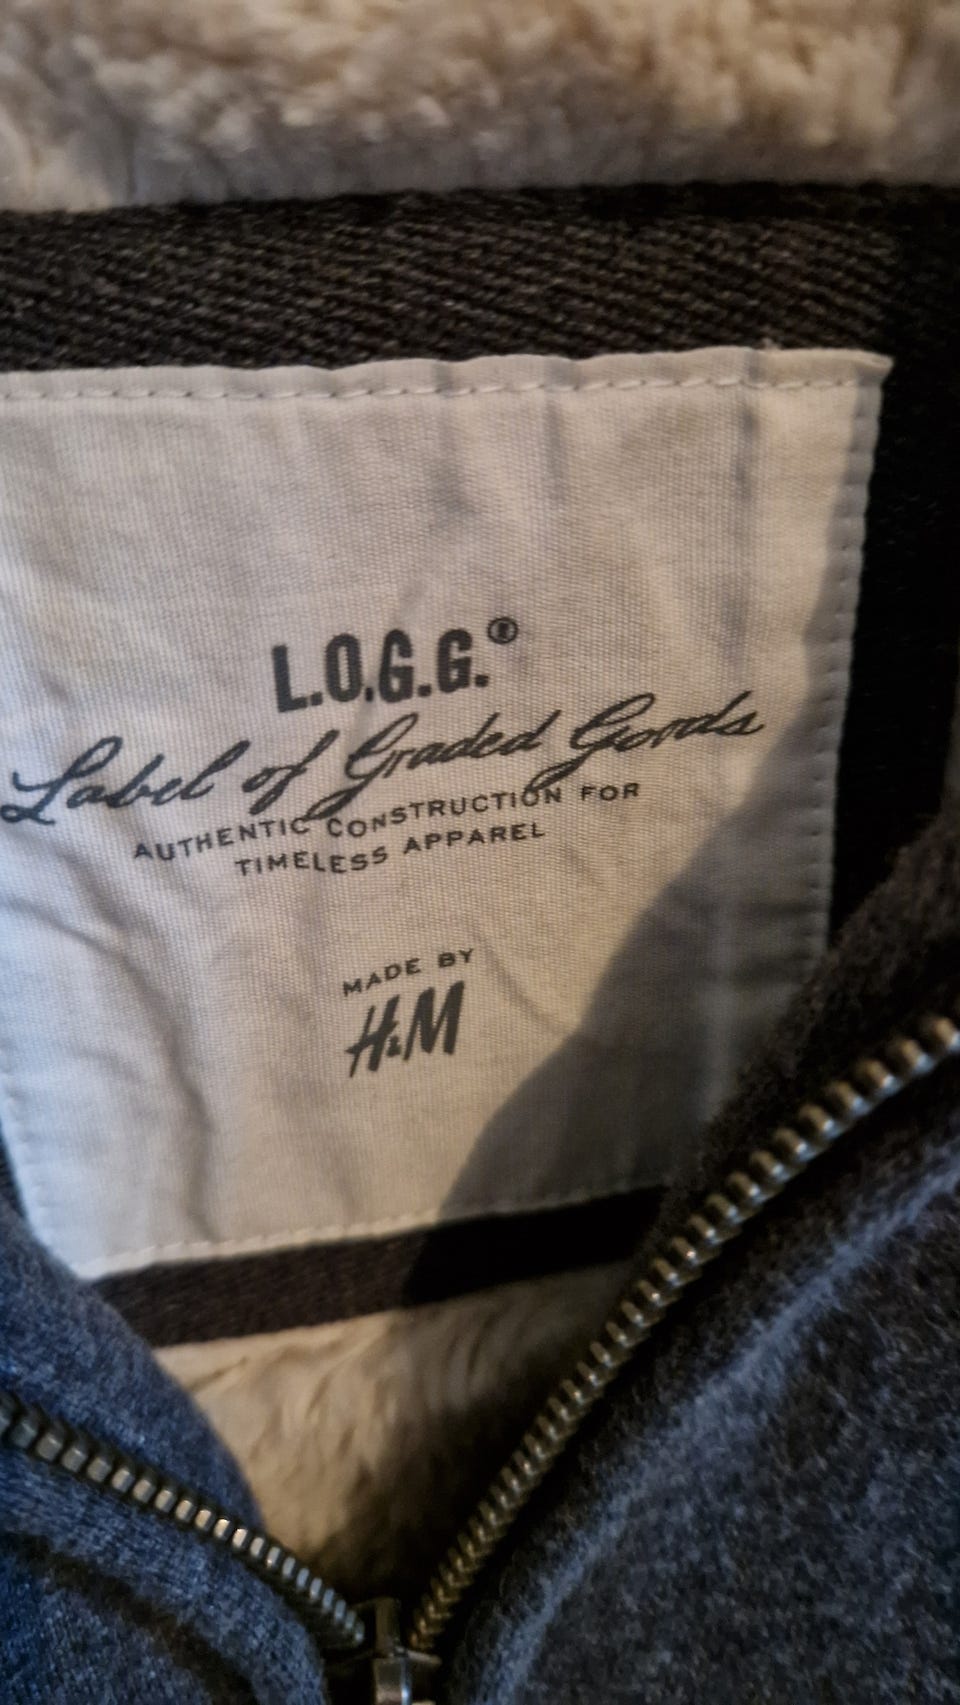 L.O.G.G.®
Label of Graded Goods
AUTHENTIC CONSTRUCTION FOR
TIMELESS APPAREL
MADE BY
H&M